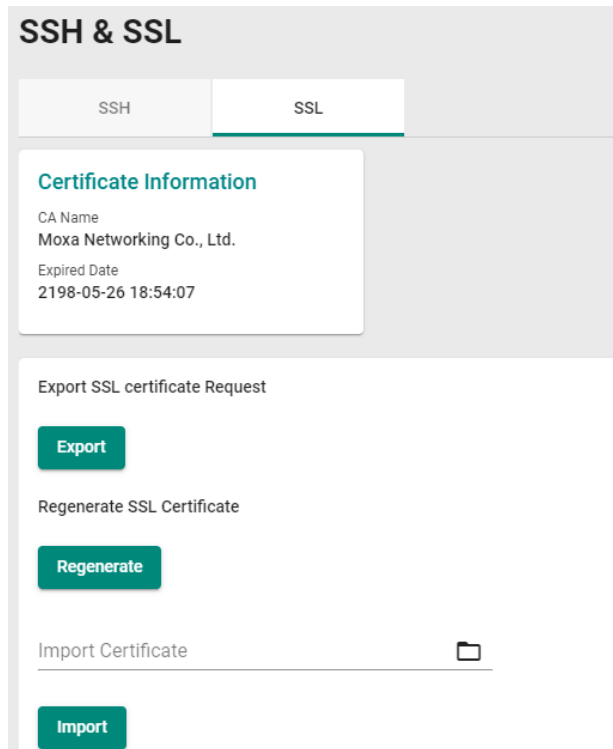 SSH & SSL
SSH
SSL
Certificate Information
CA Name
Moxa Networking Co., Ltd.
Expired Date
2198-05-26 18:54:07
Export SSL certificate Request
Export
Regenerate SSL Certificate
Regenerate
Import Certificate
Import